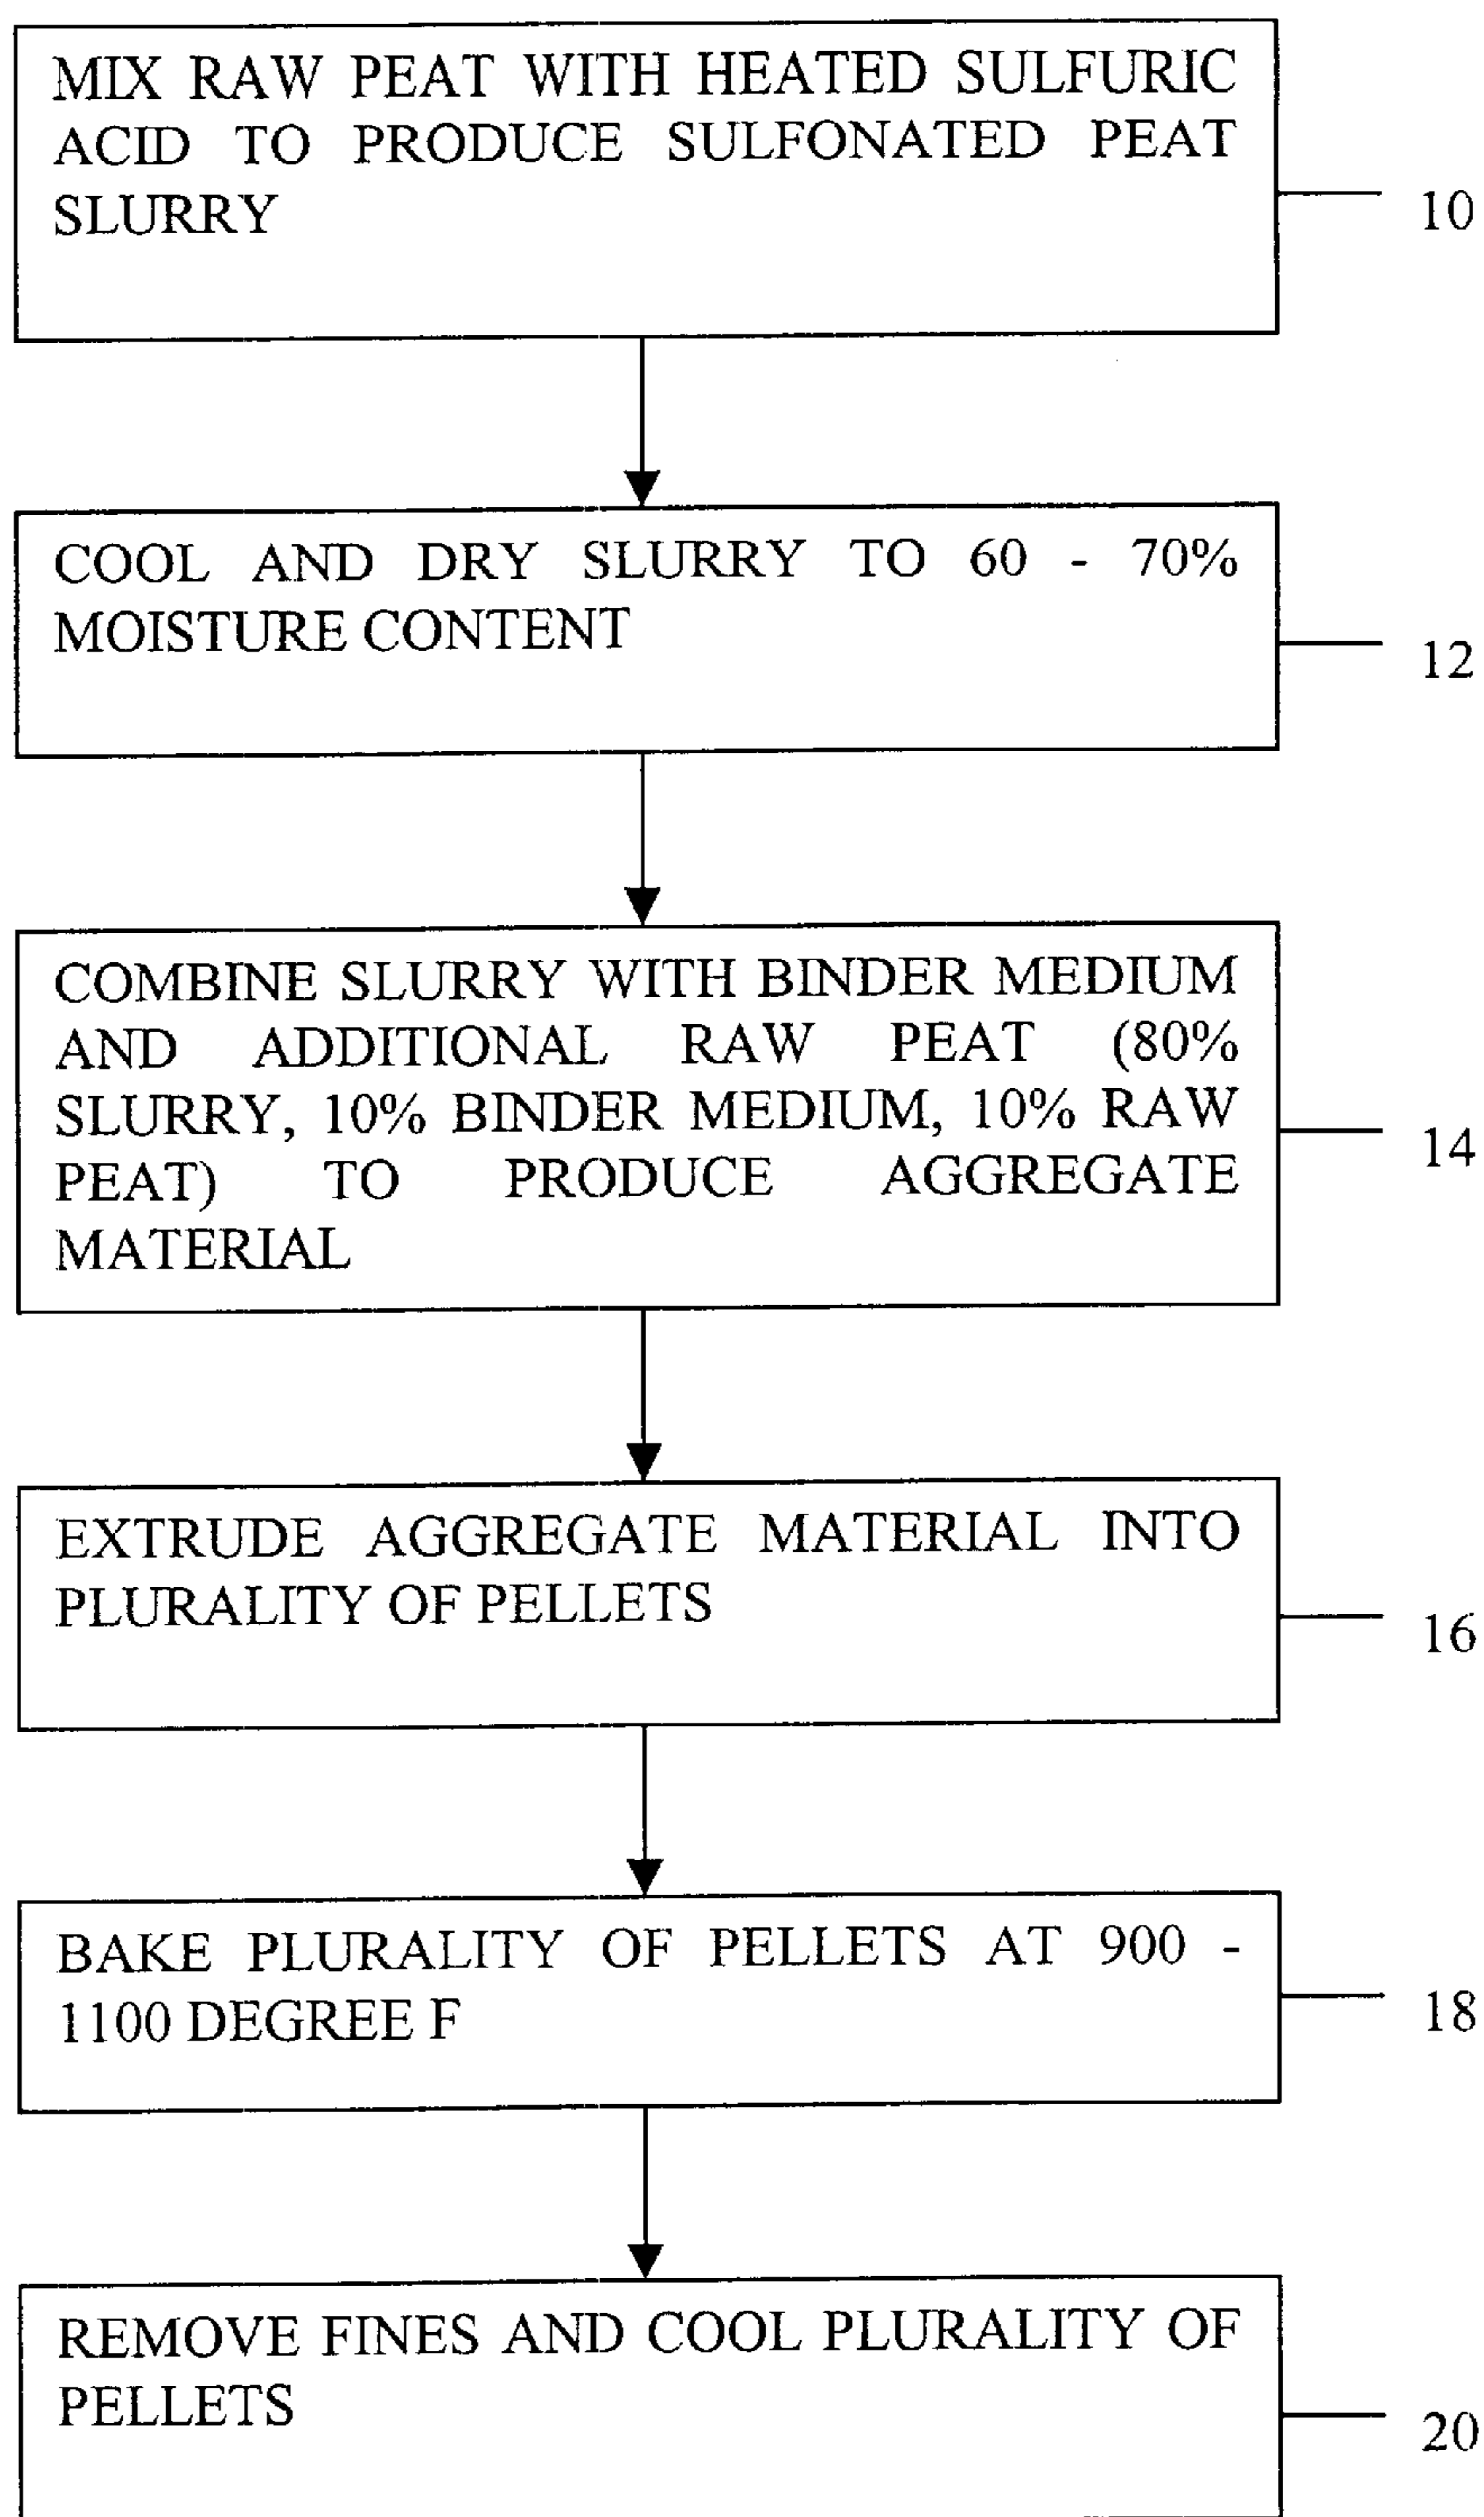 MIX RAW PEAT WITH HEATED SULFURIC
ACID TO PRODUCE SULFONATED PEAT
SLURRY
10
COOL AND DRY SLURRY TO 60 - 70%
MOISTURE CONTENT
12
COMBINE SLURRY WITH BINDER MEDIUM
AND ADDITIONAL RAW PEAT (80%
SLURRY, 10% BINDER MEDIUM, 10% RAW
PEAT) TO PRODUCE AGGREGATE
MATERIAL
14
EXTRUDE AGGREGATE MATERIAL INTO
PLURALITY OF PELLETS
16
BAKE PLURALITY OF PELLETS AT 900 -
1100 DEGREE F
18
REMOVE FINES AND COOL PLURALITY OF
PELLETS
20